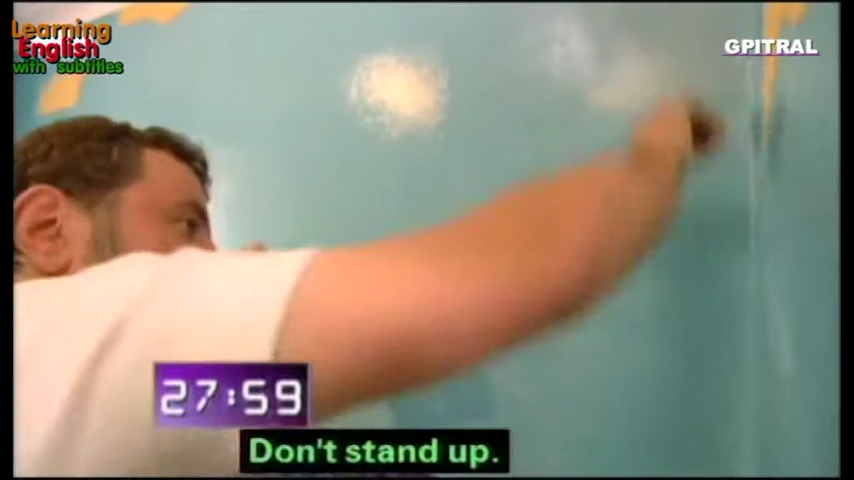 Learning
English
with subtitles
GPITRAL
27:59
Don't stand up.